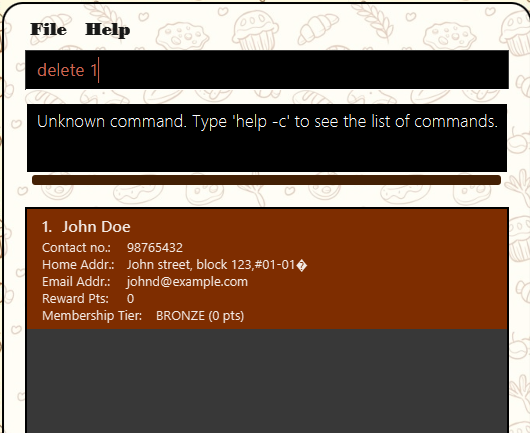 File Help
delete 1
Unknown command. Type 'help -c' to see the list of commands.
1. John Doe
Contact no.: 98765432
Home Addr.: John street, block 123,#01-01�
Email Addr.: johnd@example.com
Reward Pts: 0
Membership Tier: BRONZE (0 pts)